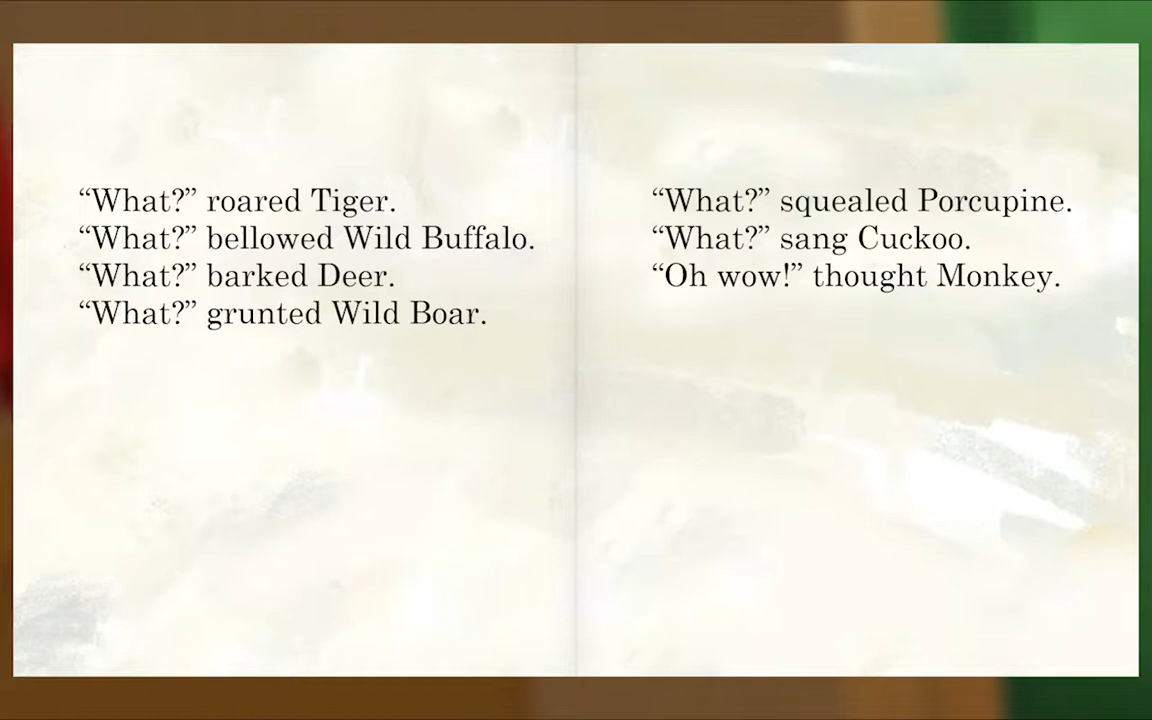 “What?” roared Tiger.
“What?” bellowed Wild Buffalo.
“What?” barked Deer.
“What?” grunted Wild Boar.
“What?” squealed Porcupine.
“What?” sang Cuckoo.
“Oh wow!” thought Monkey.